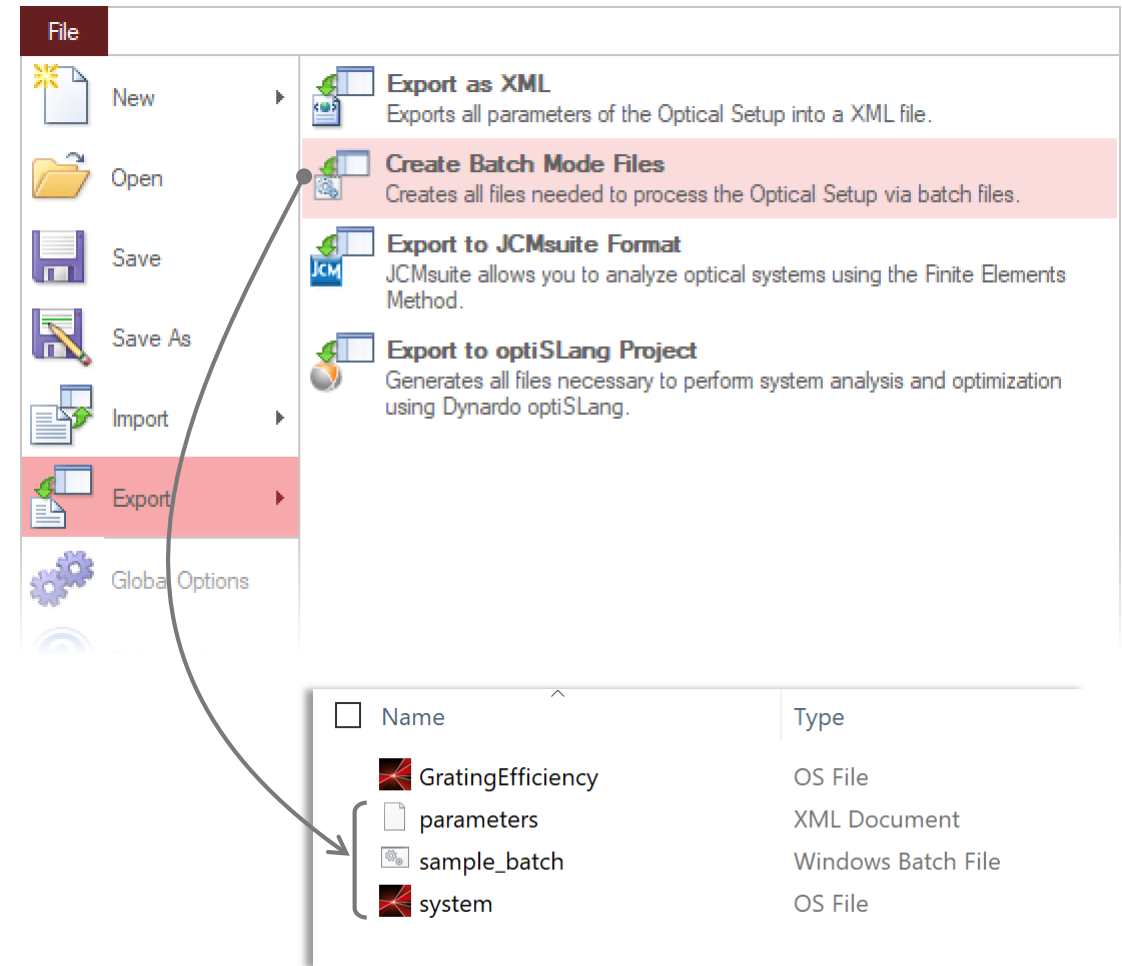 File
New
Open
Save
Save As
Import
Export
Global Options
Export as XML
Exports all parameters of the Optical Setup into a XML file.
Create Batch Mode Files
Creates all files needed to process the Optical Setup via batch files.
JCM
Export to JCMsuite Format
JCMsuite allows you to analyze optical systems using the Finite Elements
Method.
Export to optiSLang Project
Generates all files necessary to perform system analysis and optimization
using Dynardo optiSLang.
Name Type
GratingEfficiency OS File
parameters XML Document
sample_batch Windows Batch File
system OS File